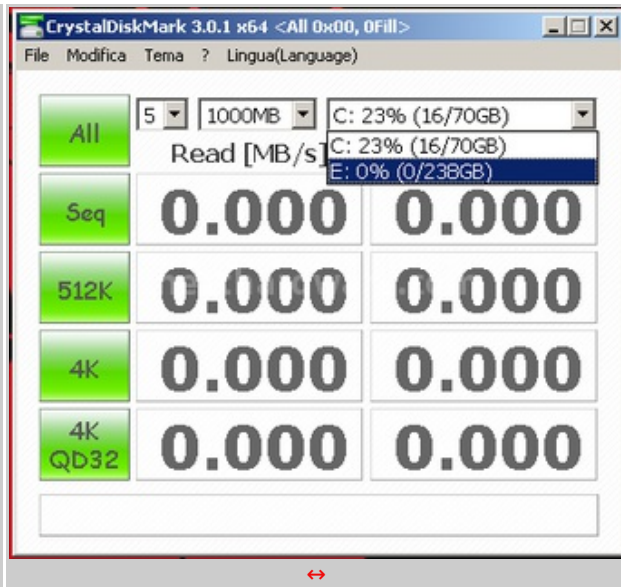 CrystalDiskMark 3.0.1 x64 <All 0x00, 0Fill>
File Modifica Tema ? Lingua(Language)
All 5 1000MB C: 23% (16/70GB)
Read [MB/s] C: 23% (16/70GB)
E: 0% (0/238GB)
Seq 0.000 0.000
512K 0.000 0.000
4K 0.000 0.000
4K
QD32 0.000 0.000